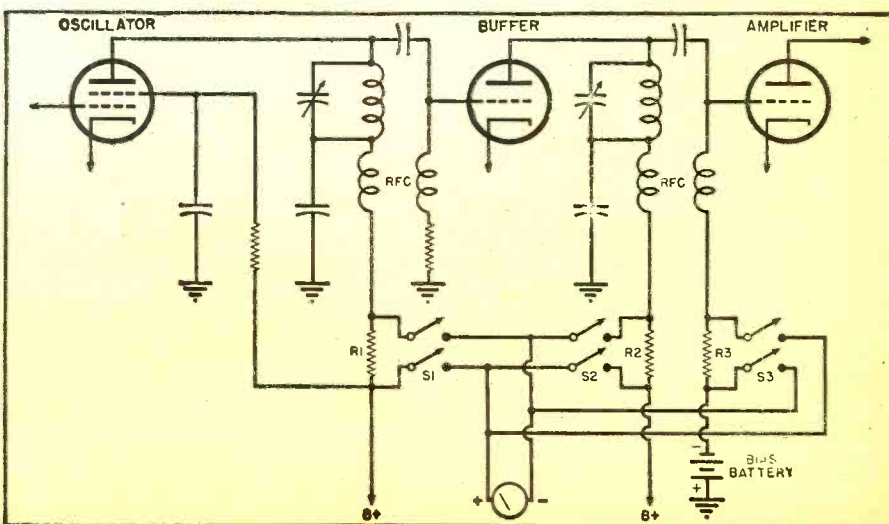 OSCILLATOR
BUFFER
AMPLIFIER
RFC
RFC
R1
S1
S2
R2
R3
S3
+
-
B+
B+
-
BIAS
BATTERY
+